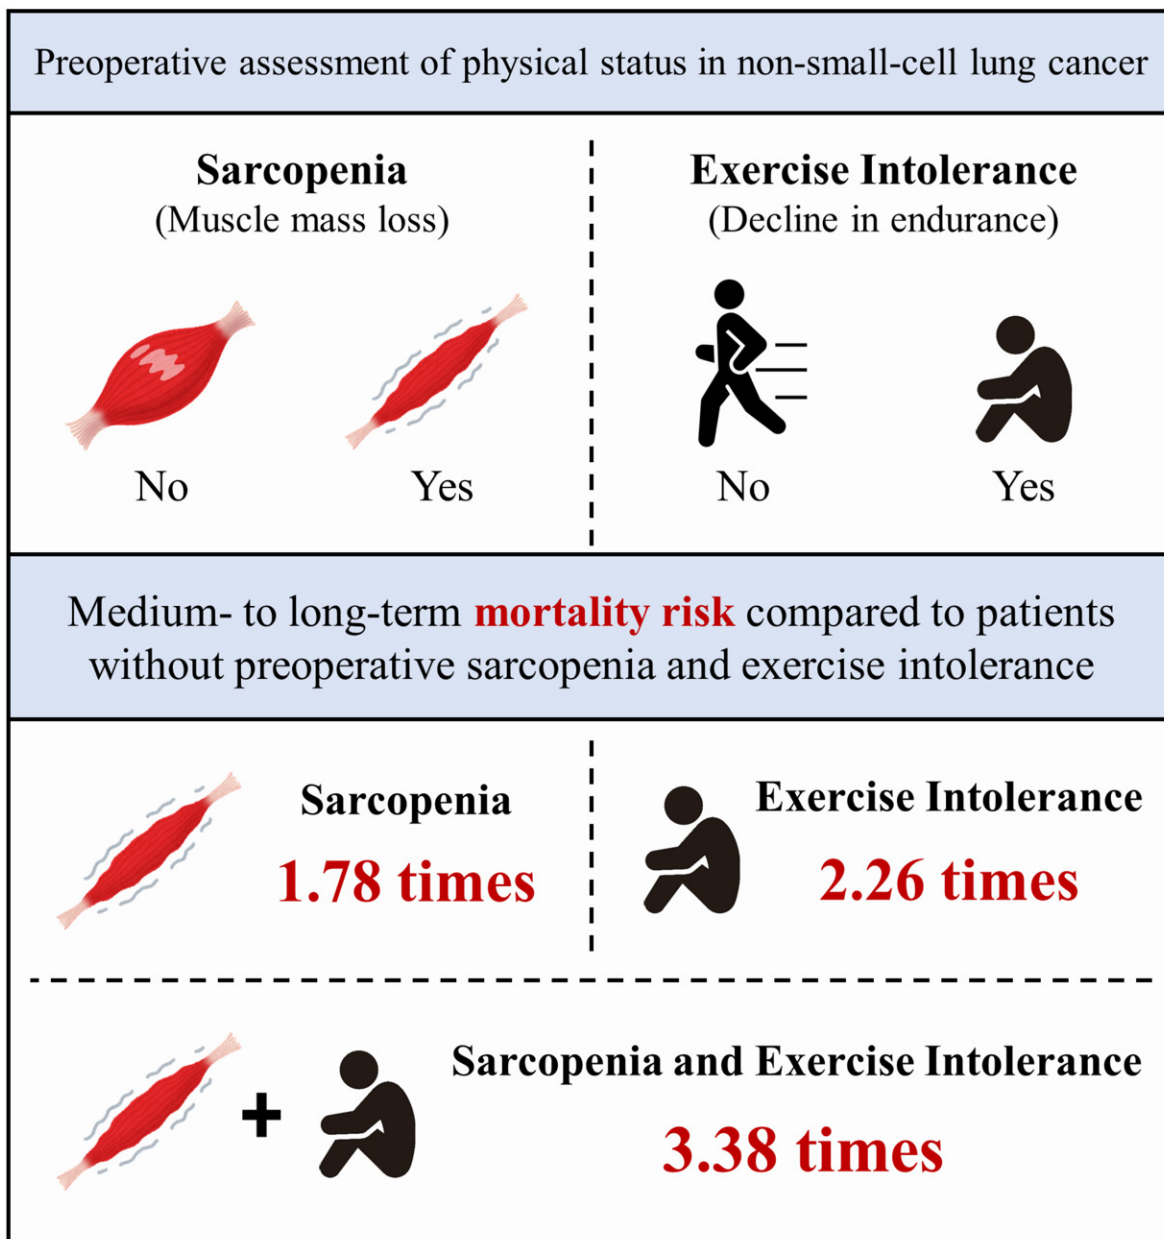 Preoperative assessment of physical status in non-small-cell lung cancer
Sarcopenia
(Muscle mass loss)
No
Yes
Exercise Intolerance
(Decline in endurance)
No
Yes
Medium- to long-term mortality risk compared to patients
without preoperative sarcopenia and exercise intolerance
Sarcopenia
1.78 times
Exercise Intolerance
2.26 times
+
Sarcopenia and Exercise Intolerance
3.38 times